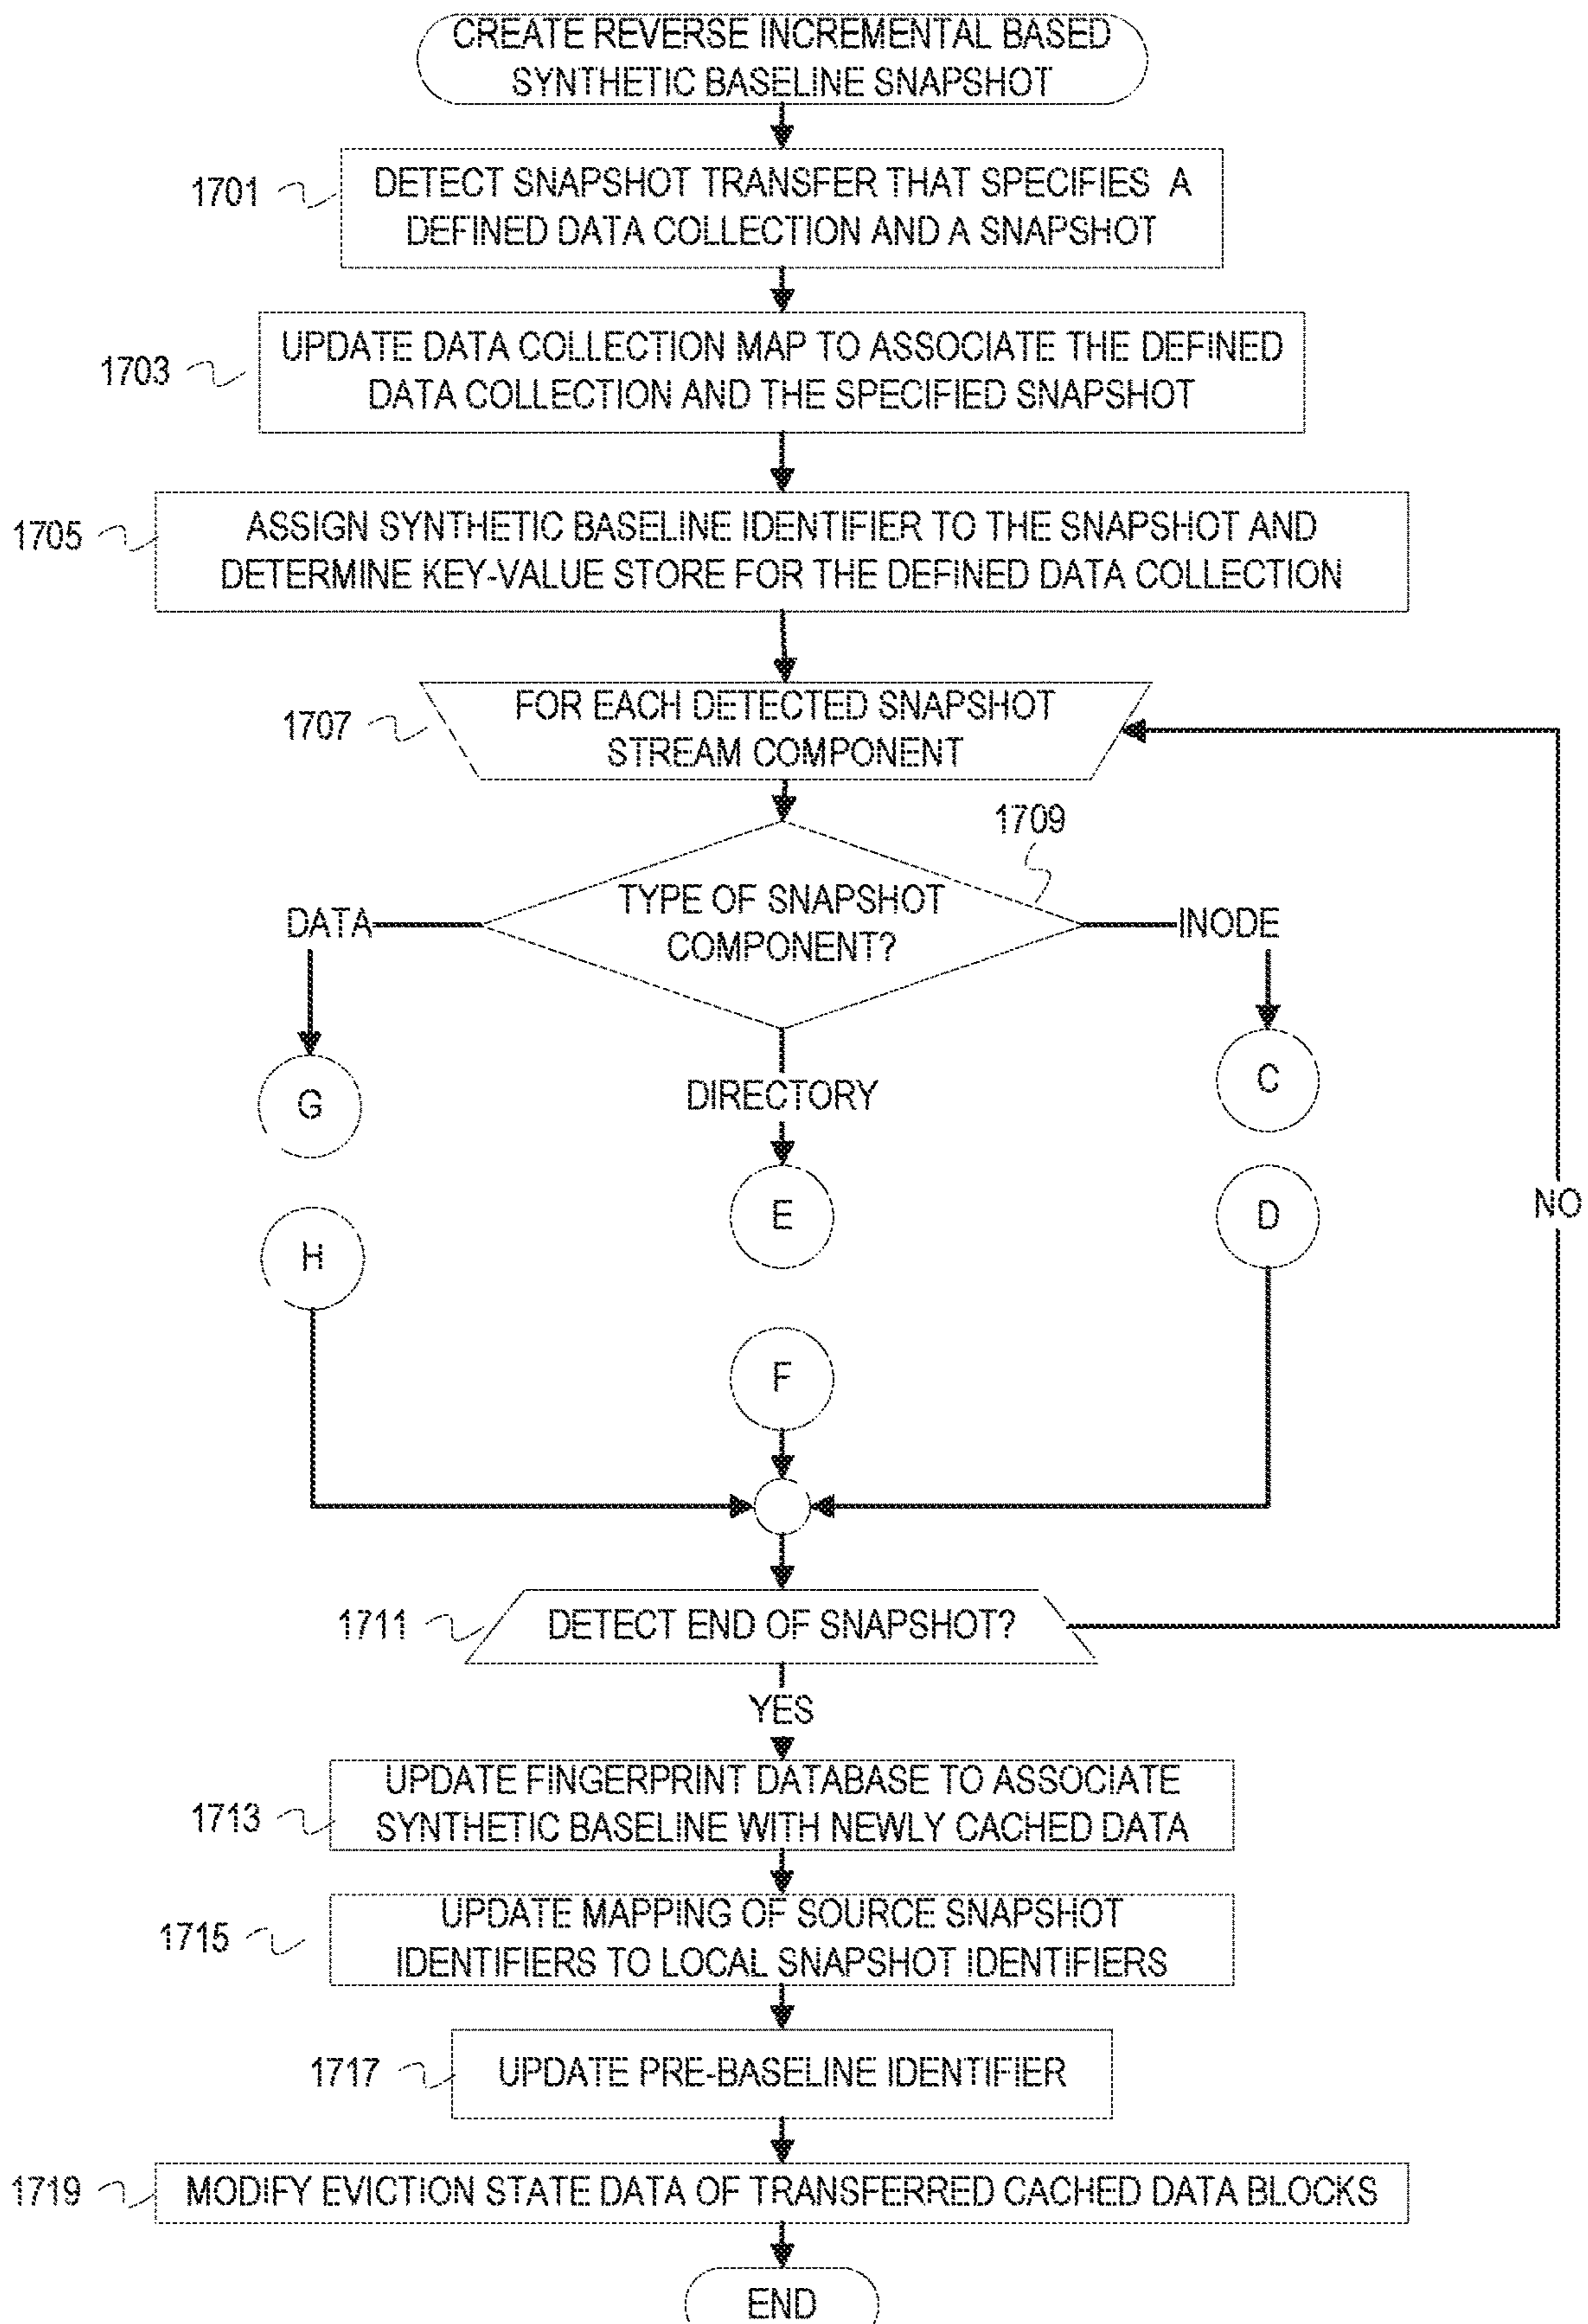 CREATE REVERSE INCREMENTAL BASED
SYNTHETIC BASELINE SNAPSHOT
1701
DETECT SNAPSHOT TRANSFER THAT SPECIFIES A
DEFINED DATA COLLECTION AND A SNAPSHOT
1703
UPDATE DATA COLLECTION MAP TO ASSOCIATE THE DEFINED
DATA COLLECTION AND THE SPECIFIED SNAPSHOT
1705
ASSIGN SYNTHETIC BASELINE IDENTIFIER TO THE SNAPSHOT AND
DETERMINE KEY-VALUE STORE FOR THE DEFINED DATA COLLECTION
1707
FOR EACH DETECTED SNAPSHOT
STREAM COMPONENT
1709
TYPE OF SNAPSHOT
COMPONENT?
DATA
INODE
DIRECTORY
G
C
E
D
H
NO
F
1711
DETECT END OF SNAPSHOT?
YES
1713
UPDATE FINGERPRINT DATABASE TO ASSOCIATE
SYNTHETIC BASELINE WITH NEWLY CACHED DATA
1715
UPDATE MAPPING OF SOURCE SNAPSHOT
IDENTIFIERS TO LOCAL SNAPSHOT IDENTIFIERS
1717
UPDATE PRE-BASELINE IDENTIFIER
1719
MODIFY EVICTION STATE DATA OF TRANSFERRED CACHED DATA BLOCKS
END